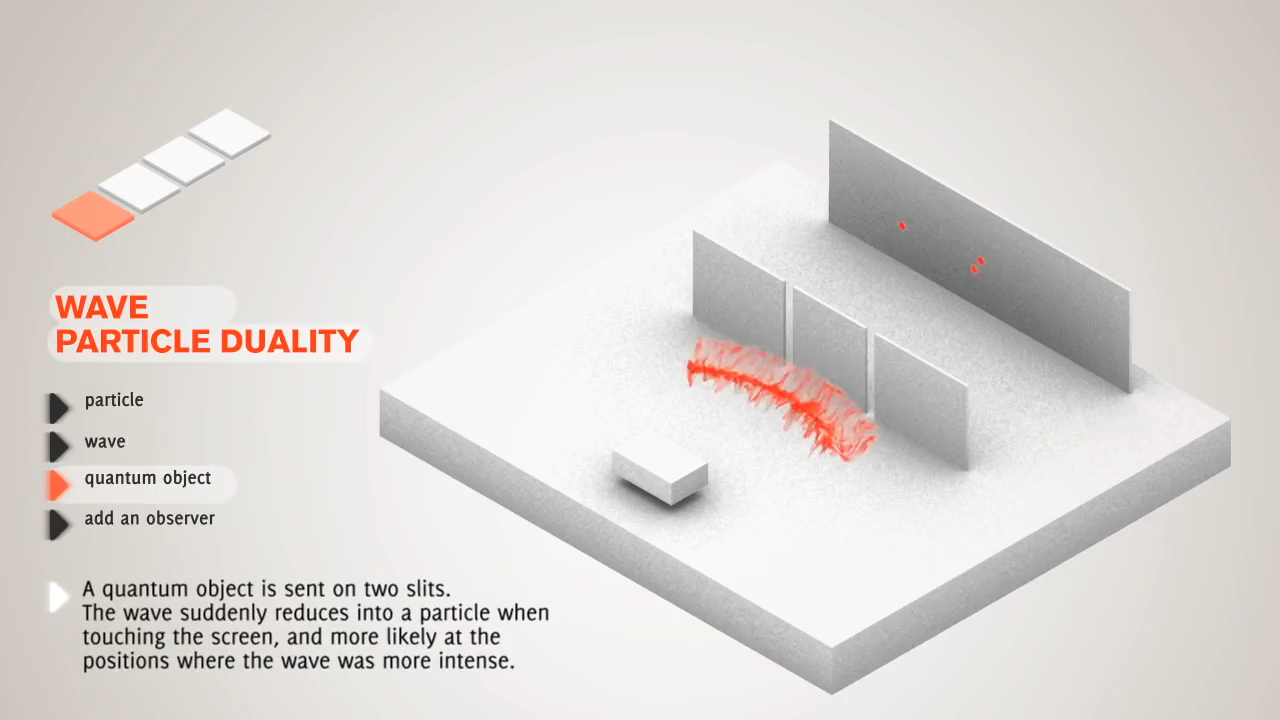 WAVE
PARTICLE DUALITY
particle
wave
quantum object
add an observer
A quantum object is sent on two slits.
The wave suddenly reduces into a particle when
touching the screen, and more likely at the
positions where the wave was more intense.